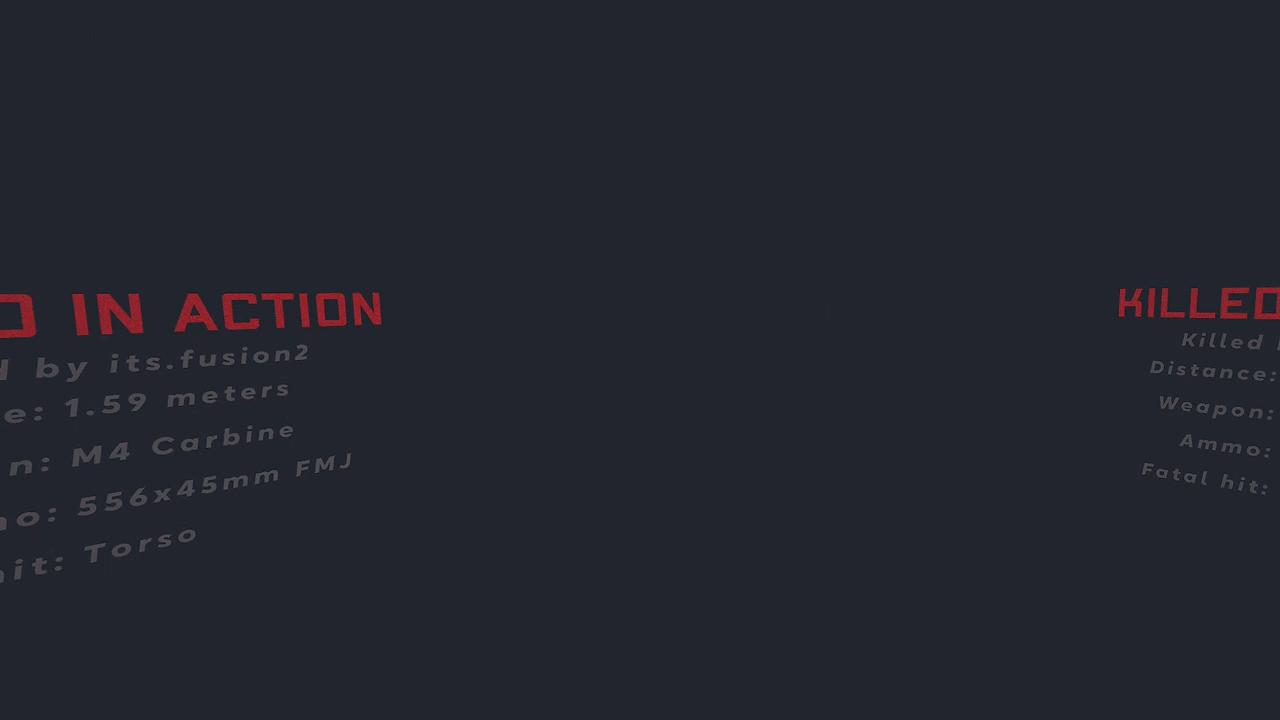 IN ACTION
by its.fusion2
1.59 meters
M4 Carbine
556x45mm FMJ
Torso
KILLED
Killed
Distance:
Weapon:
Ammo:
Fatal hit: